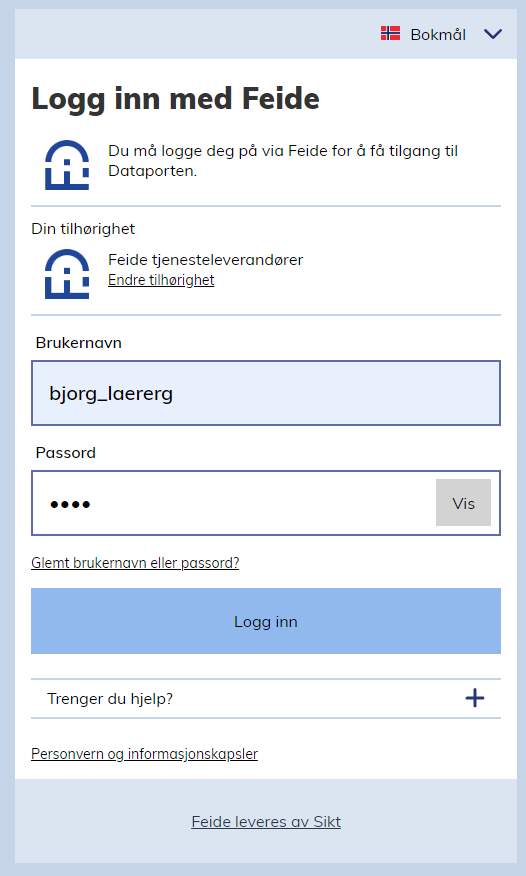 Bokmål
Logg inn med Feide
Du må logge deg på via Feide for å få tilgang til
Dataporten.
Din tilhørighet
Feide tjenesteleverandører
Endre tilhørighet
Brukernavn
bjorg_laererg
Passord
••••
Vis
Glemt brukernavn eller passord?
Logg inn
Trenger du hjelp?
Personvern og informasjonskapsler
Feide leveres av Sikt